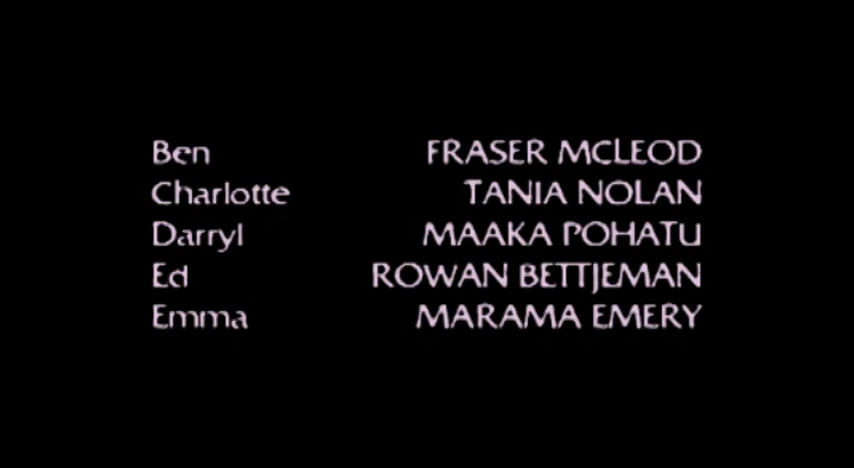 Ben FRASER MCLEOD
Charlotte TANIA NOLAN
Darryl MAAKA POHATU
Ed ROWAN BETTJEMAN
Emma MARAMA EMERY